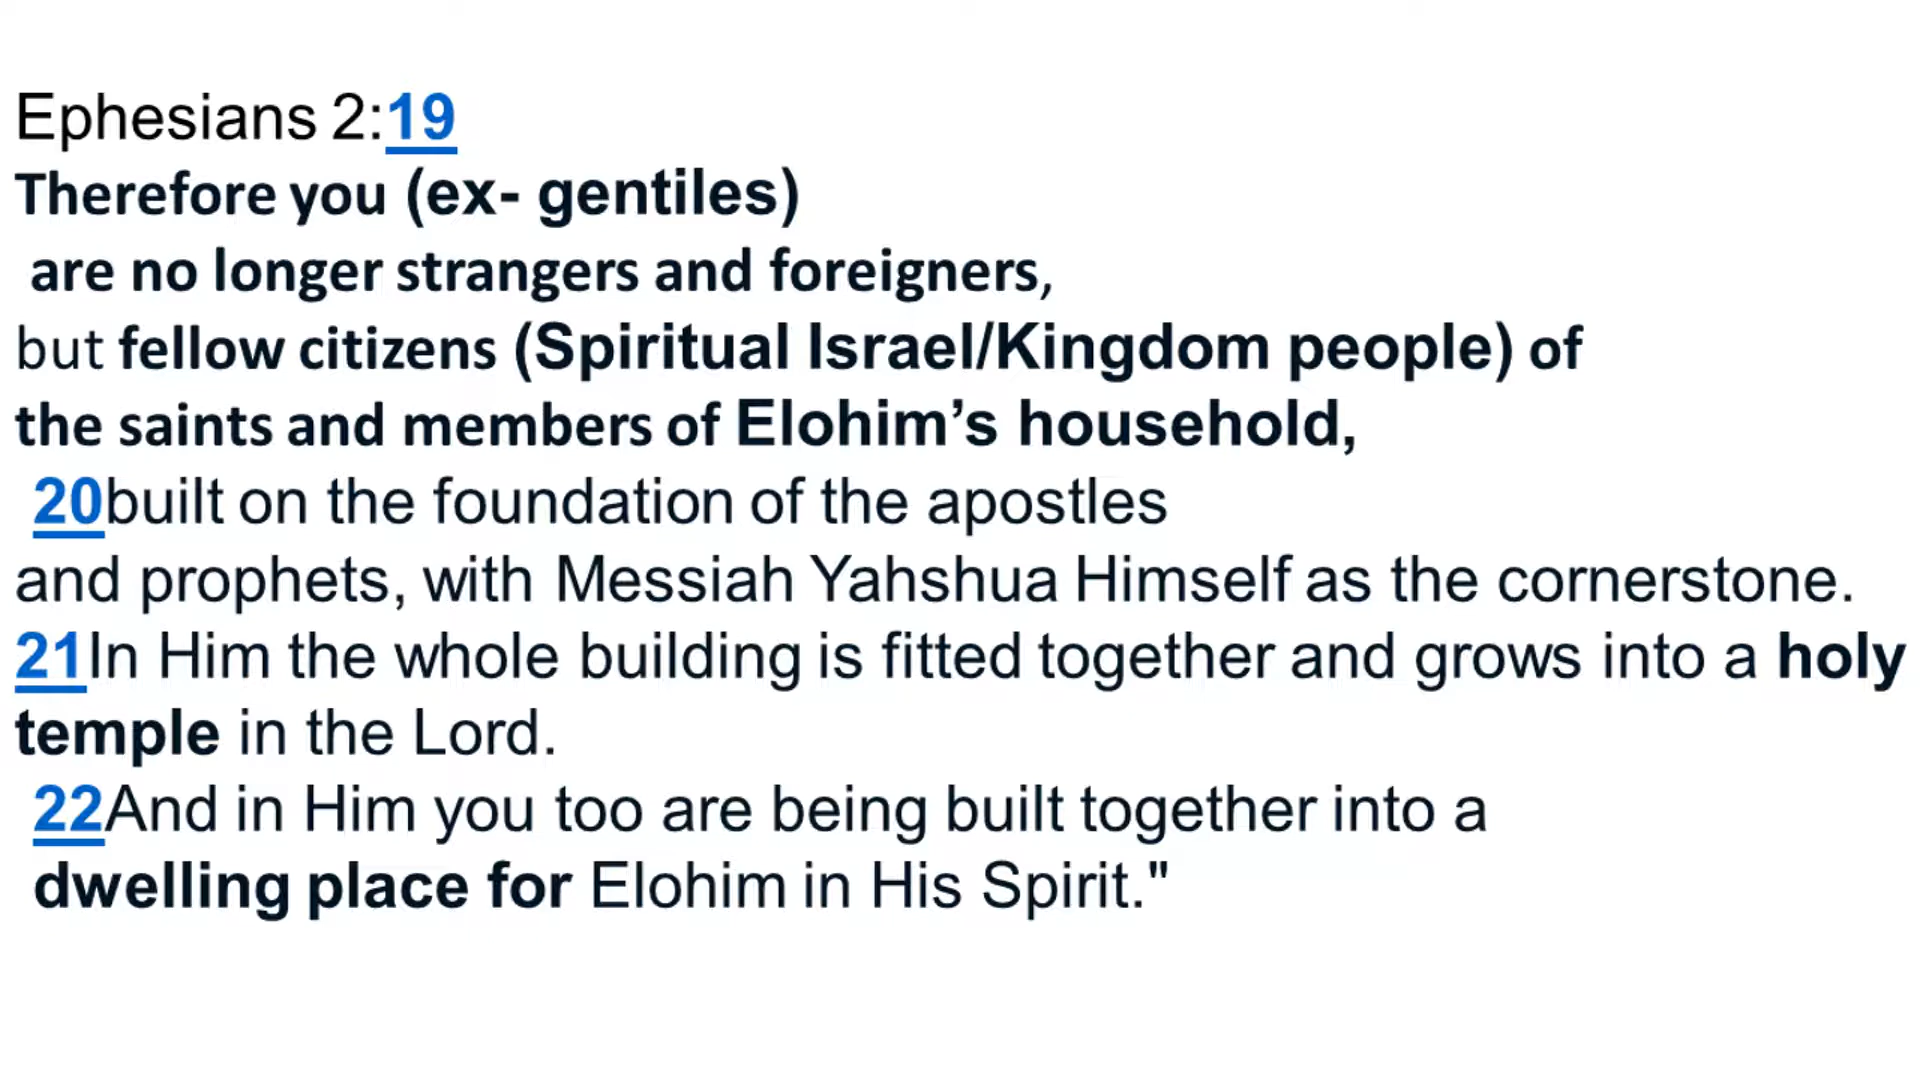 Ephesians 2:19
Therefore you (ex- gentiles)
are no longer strangers and foreigners,
but fellow citizens (Spiritual Israel/Kingdom people) of
the saints and members of Elohim’s household,
20built on the foundation of the apostles
and prophets, with Messiah Yahshua Himself as the cornerstone.
21In Him the whole building is fitted together and grows into a holy
temple in the Lord.
22And in Him you too are being built together into a
dwelling place for Elohim in His Spirit."